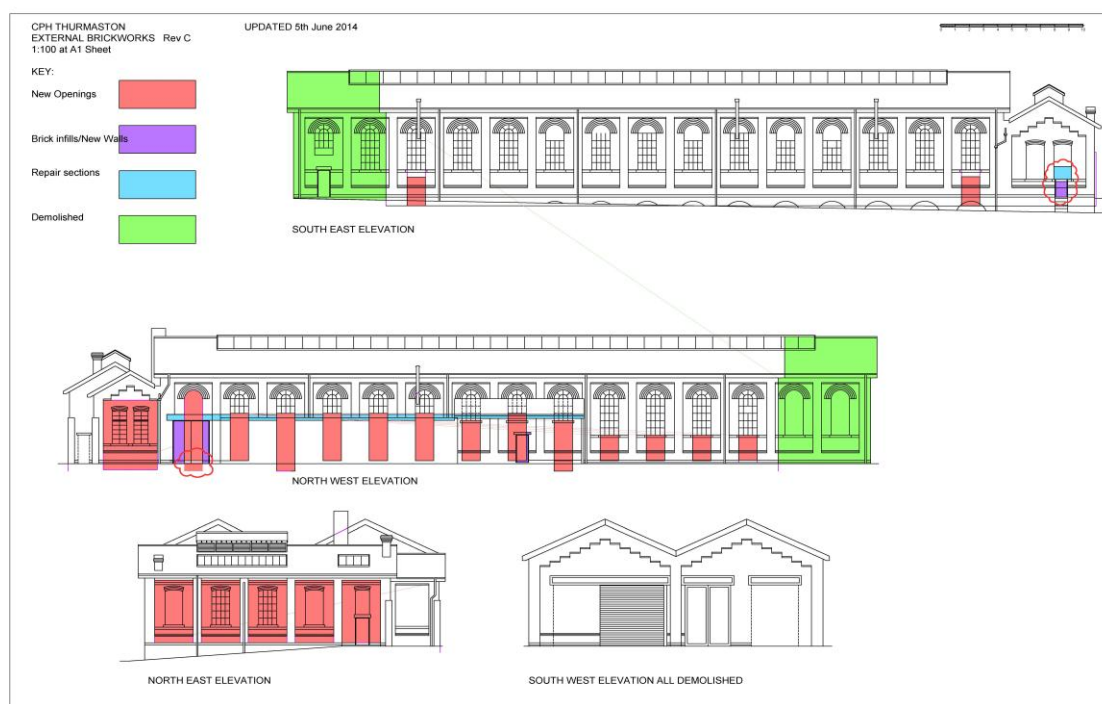 CPH THURMASTON
EXTERNAL BRICKWORKS Rev C
1:100 at A1 Sheet
UPDATED 5th June 2014
KEY:
New Openings
Brick infills/New Walls
Repair sections
Demolished
SOUTH EAST ELEVATION
NORTH WEST ELEVATION
NORTH EAST ELEVATION
SOUTH WEST ELEVATION ALL DEMOLISHED